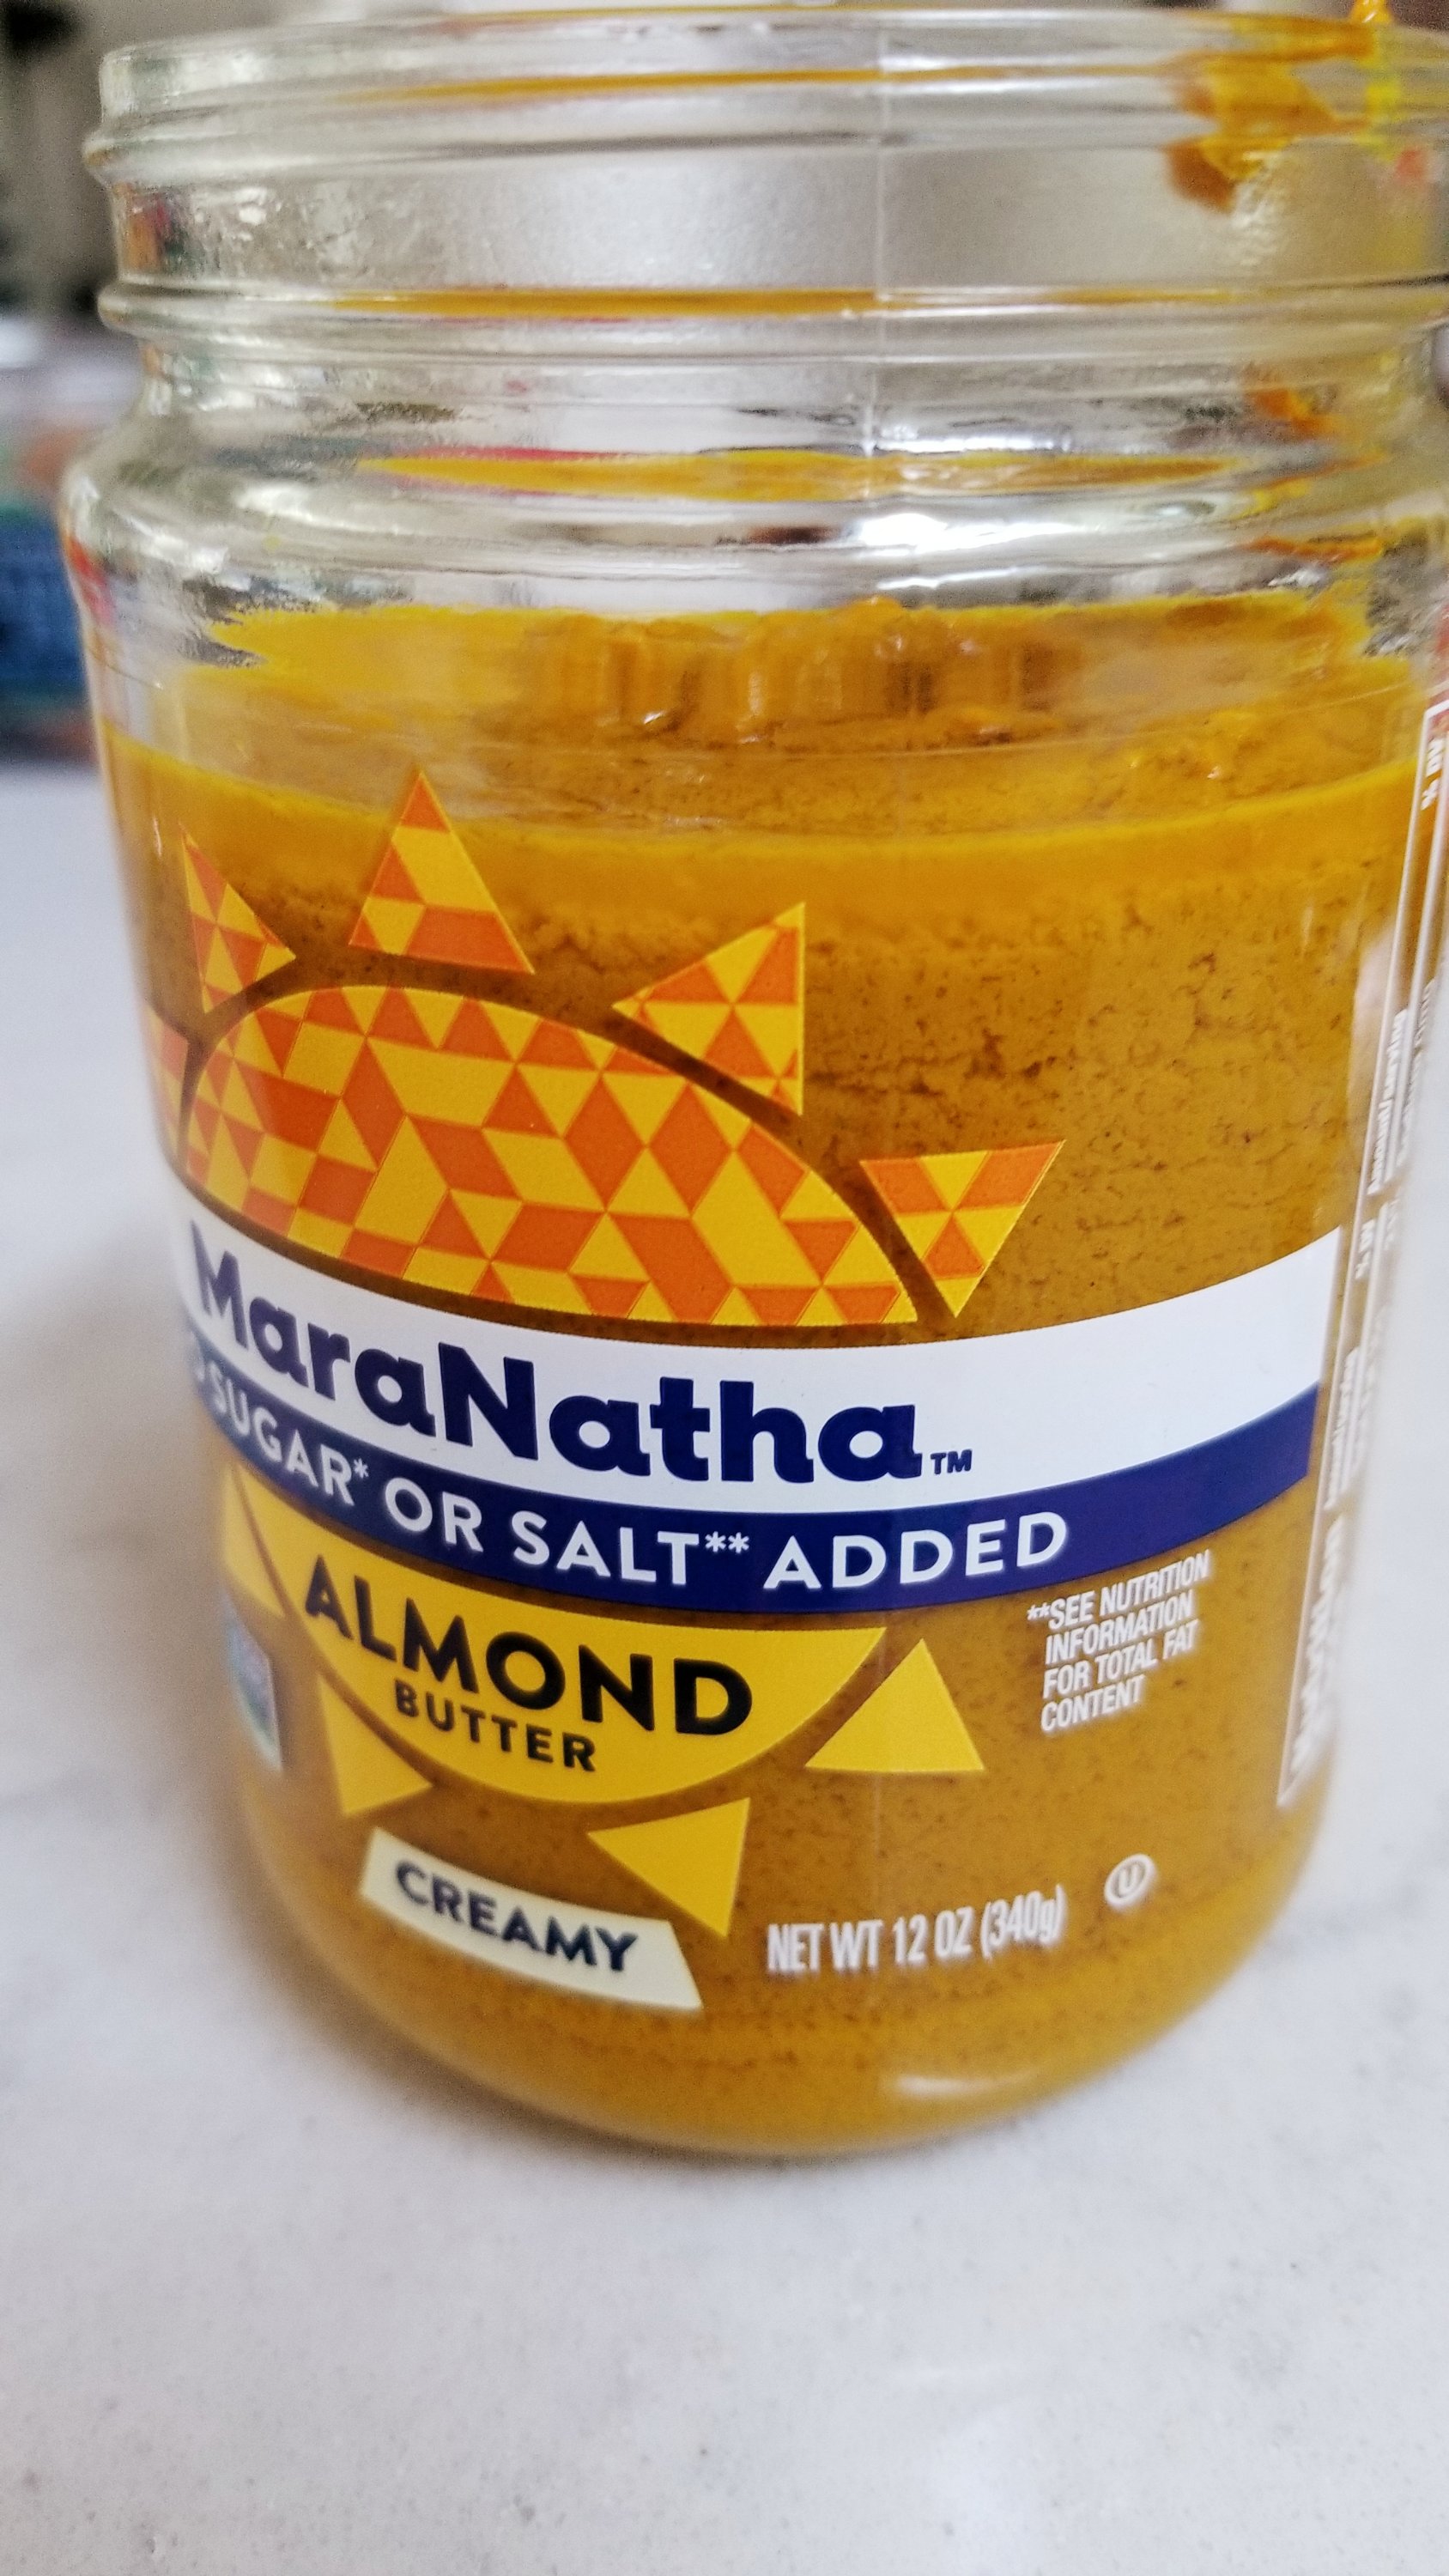 MaraNatha™
SUGAR* OR SALT** ADDED
ALMOND
BUTTER
**SEE NUTRITION
INFORMATION
FOR TOTAL FAT
CONTENT
CREAMY
NET WT 12 OZ (340g)
U